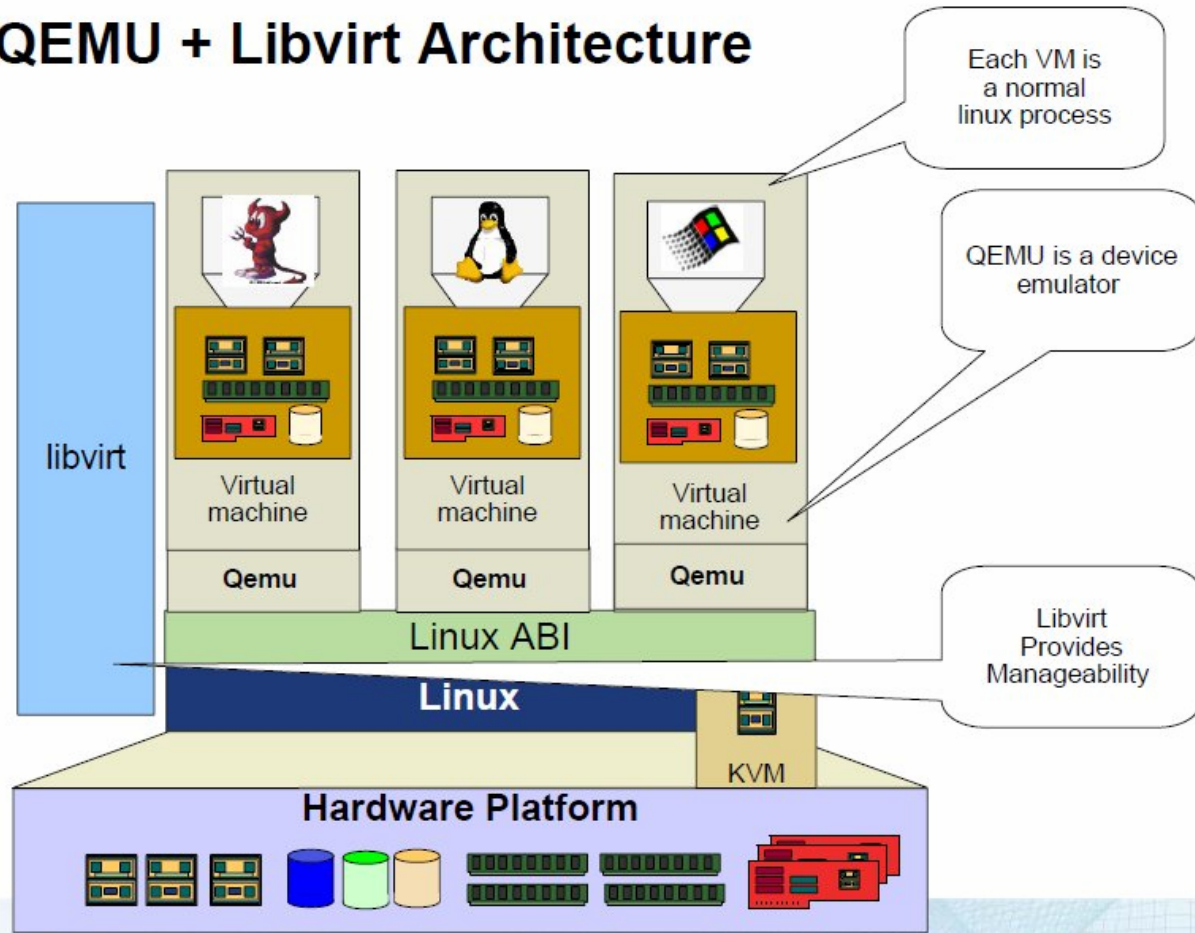 QEMU + Libvirt Architecture
Each VM is
a normal
linux process
QEMU is a device
emulator
libvirt
Virtual
machine
Virtual
machine
Virtual
machine
Qemu
Qemu
Qemu
Linux ABI
Libvirt
Provides
Manageability
Linux
KVM
Hardware Platform